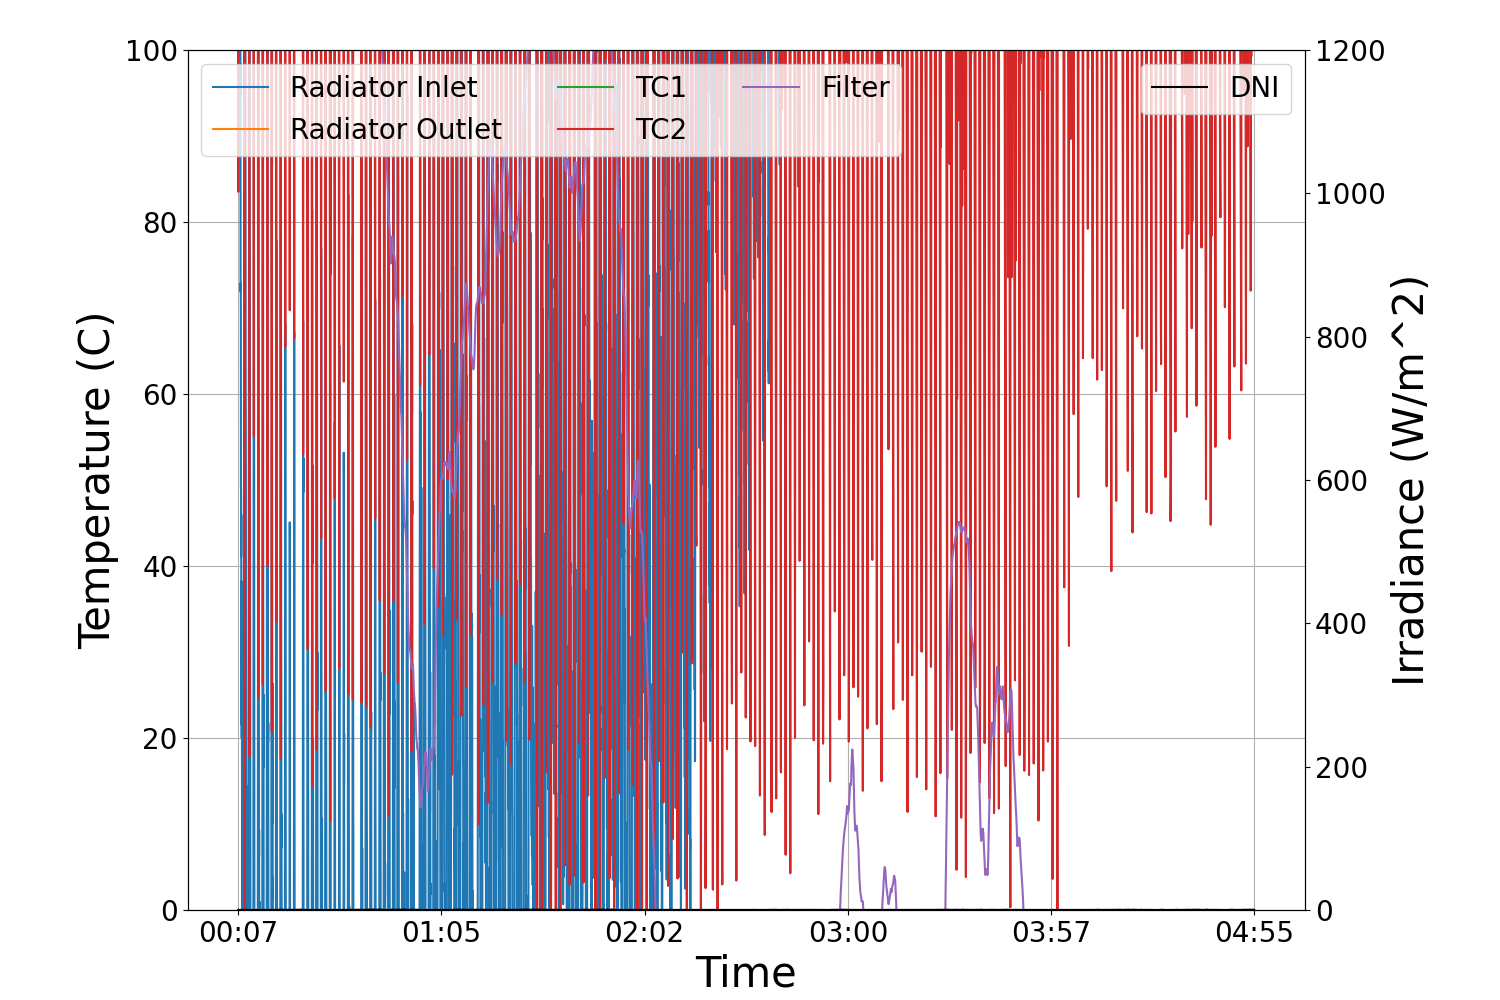 100
80
60
40
20
0
Temperature (C)
Radiator Inlet
Radiator Outlet
TC1
TC2
Filter
DNI
1200
1000
800
600
400
200
0
Irradiance (W/m^2)
00:07
01:05
02:02
03:00
03:57
04:55
Time